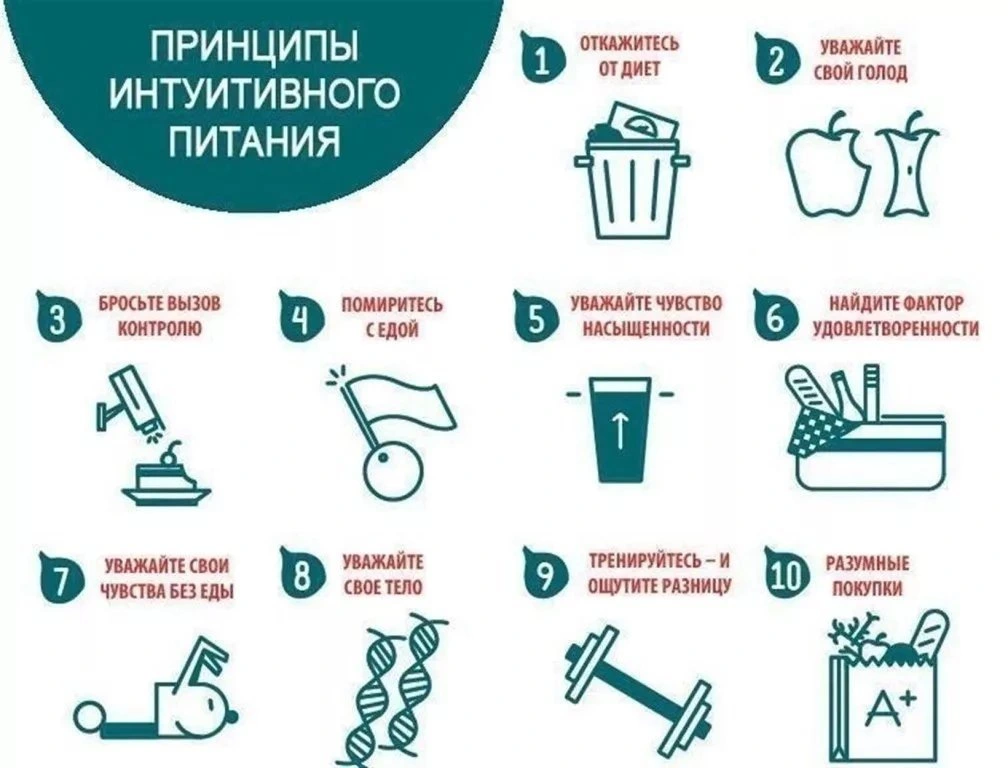 ПРИНЦИПЫ
ИНТУИТИВНОГО
ПИТАНИЯ
1
ОТКАЖИТЕСЬ
ОТ ДИЕТ
2
УВАЖАЙТЕ
СВОЙ ГОЛОД
3
БРОСЬТЕ ВЫЗОВ
КОНТРОЛЮ
4
ПОМИРИТЕСЬ
С ЕДОЙ
5
УВАЖАЙТЕ ЧУВСТВО
НАСЫЩЕННОСТИ
6
НАЙДИТЕ ФАКТОР
УДОВЛЕТВОРЕННОСТИ
7
УВАЖАЙТЕ СВОИ
ЧУВСТВА БЕЗ ЕДЫ
8
УВАЖАЙТЕ
СВОЕ ТЕЛО
9
ТРЕНИРУЙТЕСЬ – И
ОЩУТИТЕ РАЗНИЦУ
10
РАЗУМНЫЕ
ПОКУПКИ
A+